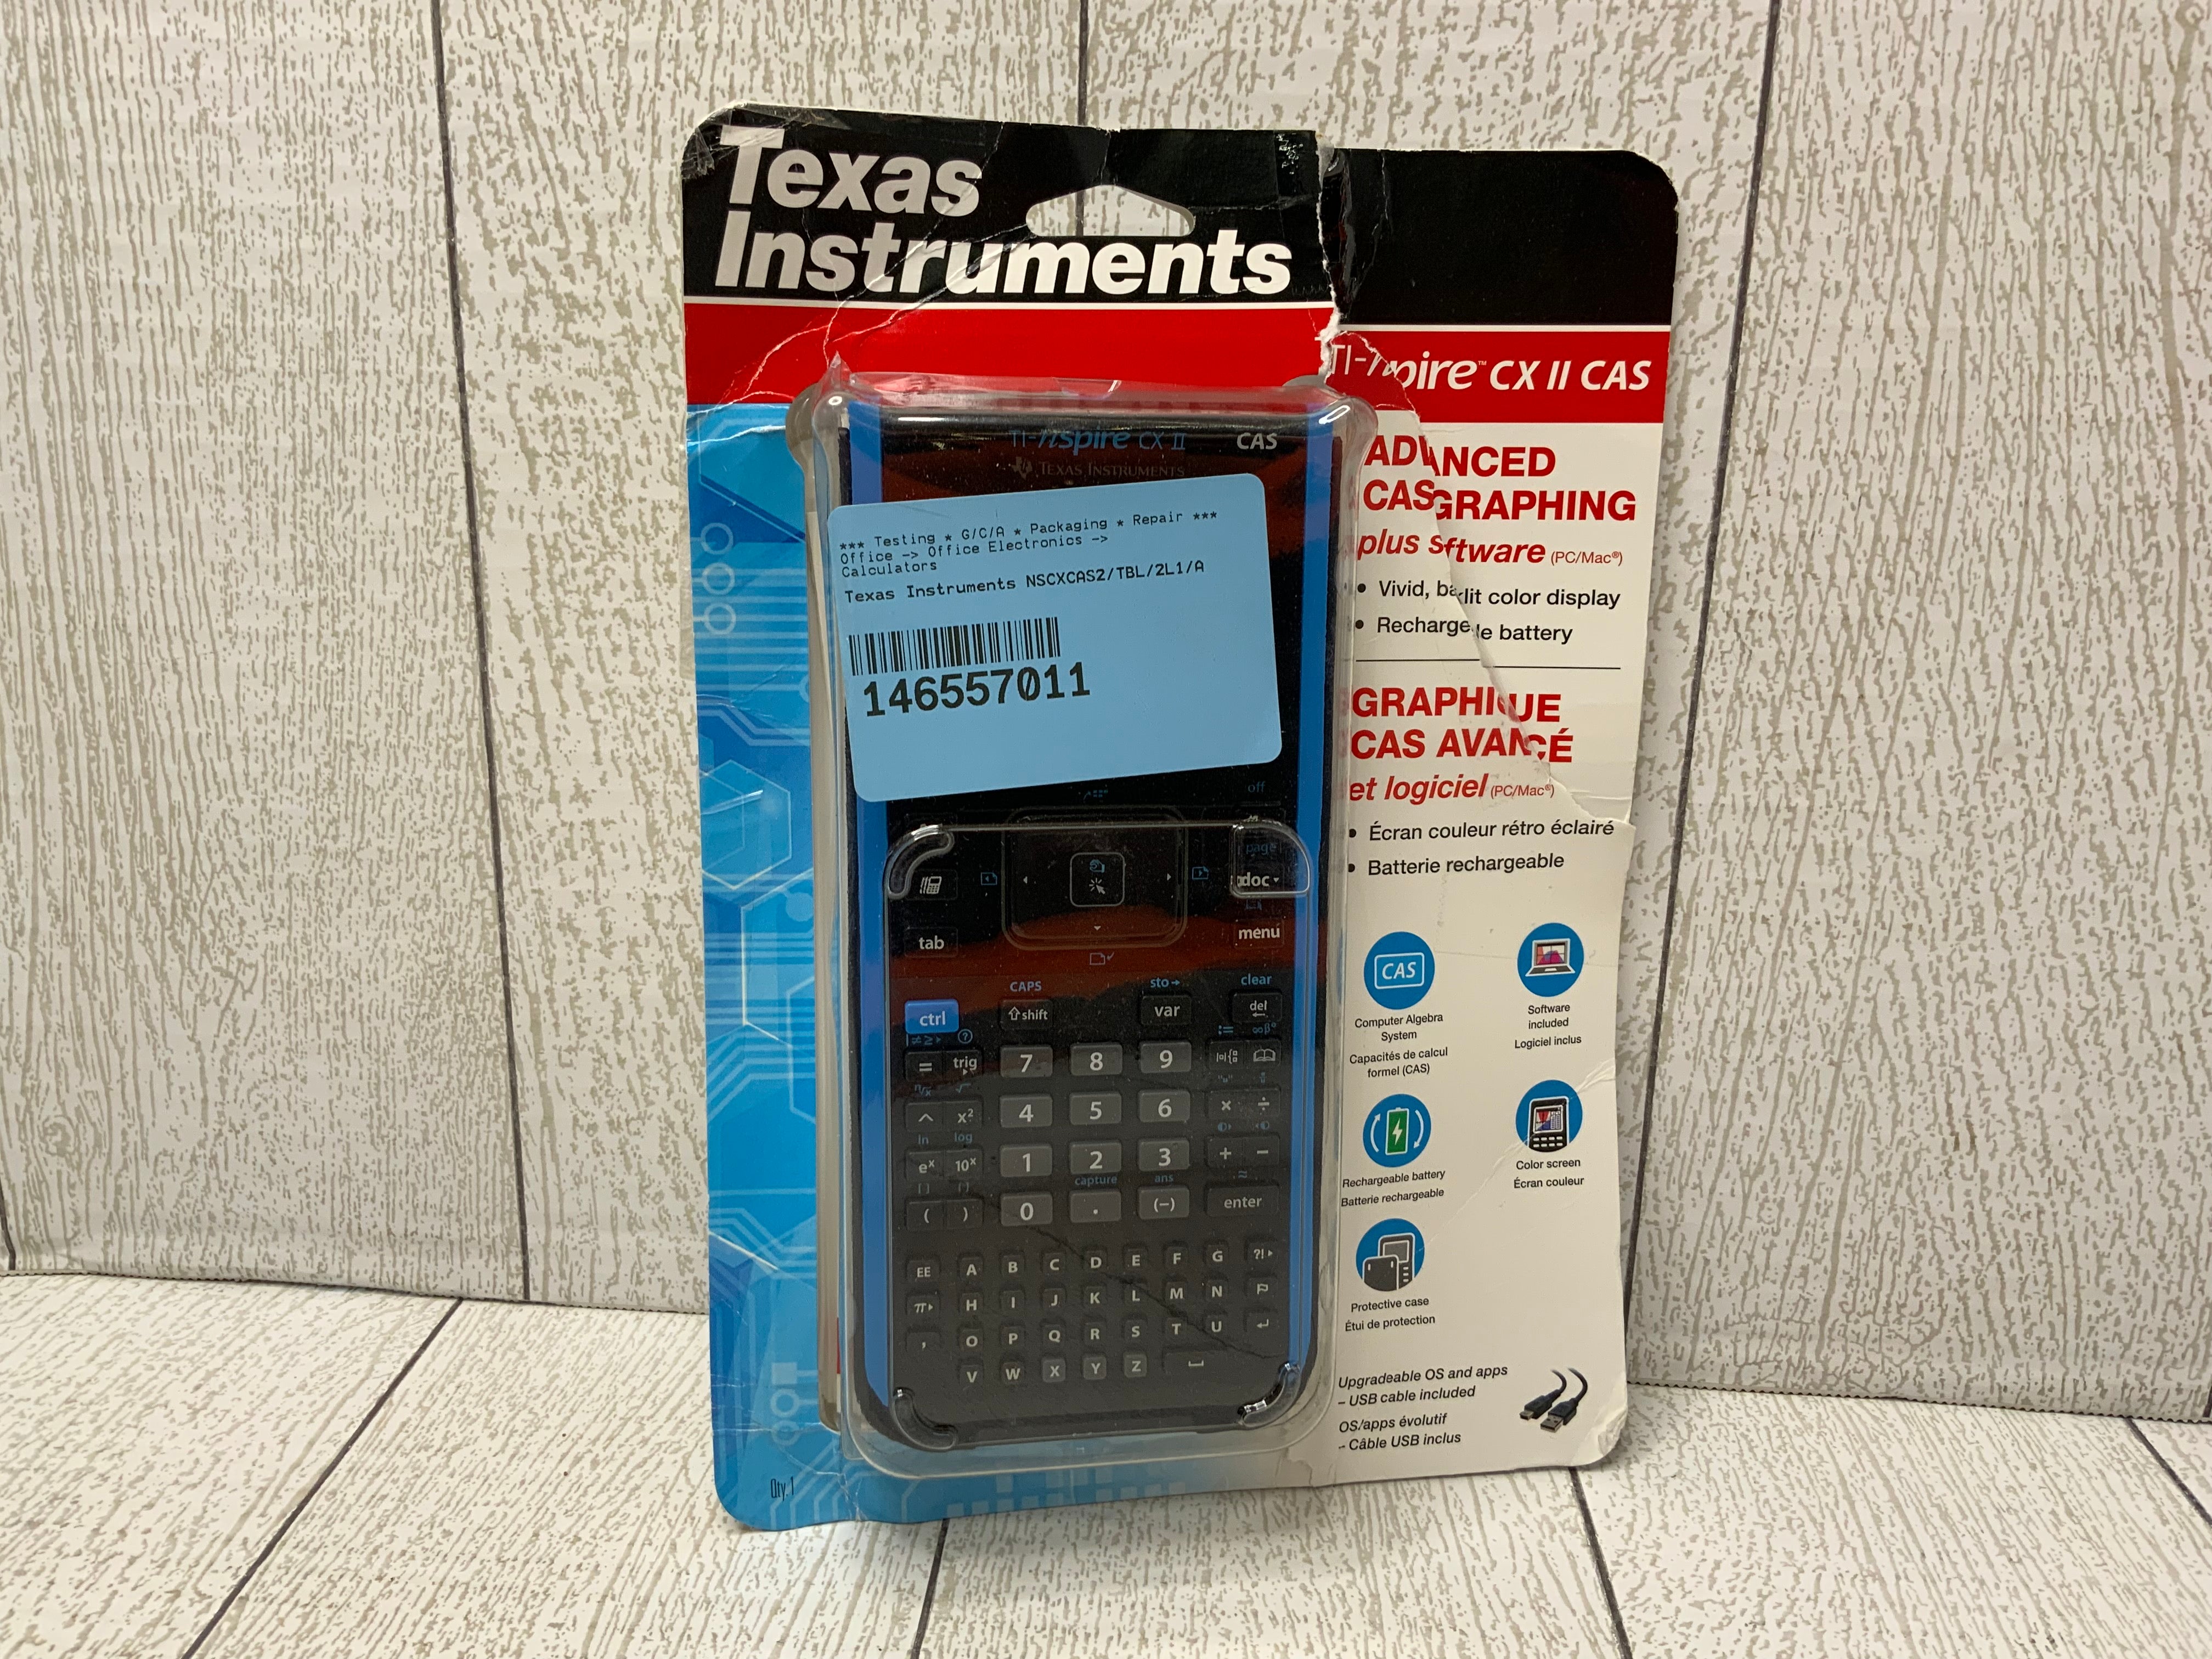 Texas
Instruments
TI-nspire™ CX II CAS
TI-nspire CX II CAS
TEXAS INSTRUMENTS
*** Testing * G/C/A * Packaging * Repair ***
Office -> Office Electronics ->
Calculators
Texas Instruments NSCXCAS2/TBL/2L1/A
146557011
ADVANCED
CAS GRAPHING
plus software (PC/Mac®)
• Vivid, backlit color display
• Rechargeable battery
GRAPHIQUE
CAS AVANCÉ
et logiciel (PC/Mac®)
• Écran couleur rétro éclairé
• Batterie rechargeable
CAS
Computer Algebra
System
Capacités de calcul
formel (CAS)
Software
included
Logiciel inclus
Rechargeable battery
Batterie rechargeable
Color screen
Écran couleur
Protective case
Étui de protection
Upgradeable OS and apps
– USB cable included
OS/apps évolutif
– Câble USB inclus
off
page
doc
tab
menu
CAPS sto→ clear
ctrl ⇧shift var del
= trig 7 8 9
^ x² 4 5 6 × ÷
ln log
eˣ 10ˣ 1 2 3 + −
capture ans
( ) 0 . (−) enter
EE A B C D E F G ?!
π H I J K L M N
, O P Q R S T U
V W X Y Z
Qty.1